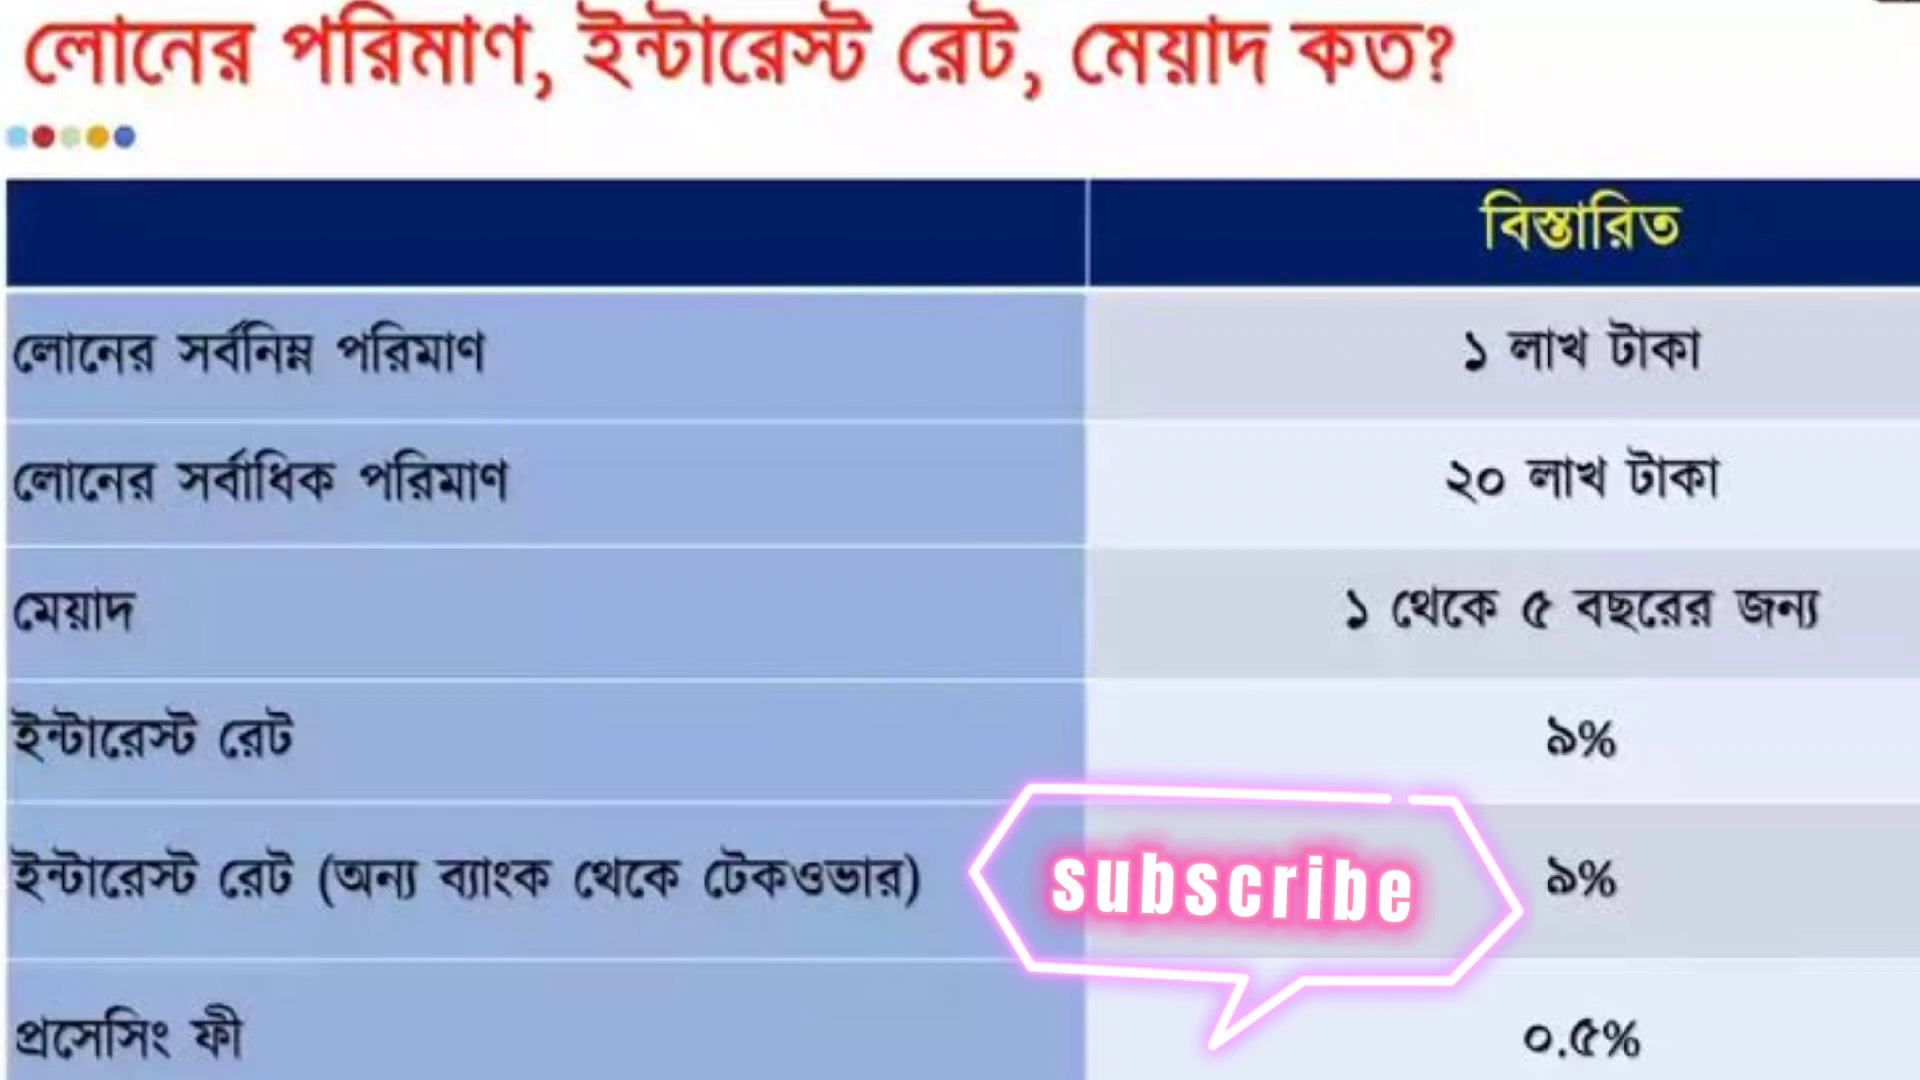 লোনের পরিমাণ, ইন্টারেস্ট রেট, মেয়াদ কত?
বিস্তারিত
লোনের সর্বনিম্ন পরিমাণ ১ লাখ টাকা
লোনের সর্বাধিক পরিমাণ ২০ লাখ টাকা
মেয়াদ ১ থেকে ৫ বছরের জন্য
ইন্টারেস্ট রেট ৯%
ইন্টারেস্ট রেট (অন্য ব্যাংক থেকে টেকওভার) ৯%
subscribe
প্রসেসিং ফী ০.৫%